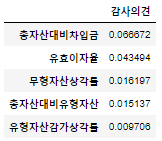 감사의견
총자산대비차입금 0.066672
유효이자율 0.043494
무형자산상각률 0.016197
총자산대비유형자산 0.015137
유형자산감가상각률 0.009706